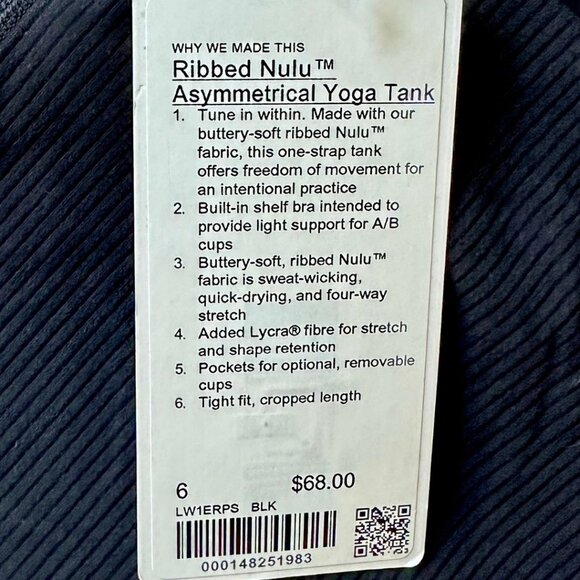 WHY WE MADE THIS
Ribbed Nulu™
Asymmetrical Yoga Tank
1. Tune in within. Made with our
buttery-soft ribbed Nulu™
fabric, this one-strap tank
offers freedom of movement for
an intentional practice
2. Built-in shelf bra intended to
provide light support for A/B
cups
3. Buttery-soft, ribbed Nulu™
fabric is sweat-wicking,
quick-drying, and four-way
stretch
4. Added Lycra® fibre for stretch
and shape retention
5. Pockets for optional, removable
cups
6. Tight fit, cropped length
6 $68.00
LW1ERPS BLK
000148251983